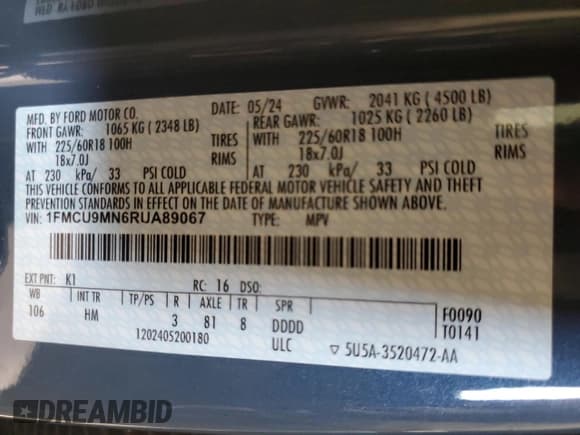 MFD. BY FORD MOTOR CO.
DATE: 05/24 GVWR: 2041 KG ( 4500 LB)
FRONT GAWR: 1065 KG ( 2348 LB) REAR GAWR: 1025 KG ( 2260 LB)
WITH 225/60R18 100H TIRES WITH 225/60R18 100H TIRES
18x7.0J RIMS 18x7.0J RIMS
AT 230 kPa/ 33 PSI COLD AT 230 kPa/ 33 PSI COLD
THIS VEHICLE CONFORMS TO ALL APPLICABLE FEDERAL MOTOR VEHICLE SAFETY AND THEFT
PREVENTION STANDARDS IN EFFECT ON THE DATE OF MANUFACTURE SHOWN ABOVE.
VIN: 1FMCU9MN6RUA89067 TYPE: MPV
EXT PNT: K1 RC: 16 DSO:
WB INT TR TP/PS R AXLE TR SPR F0090
106 HM 3 81 8 DDDD T0141
1202405200180 ULC ▽ 5U5A-3520472-AA
DREAMBID